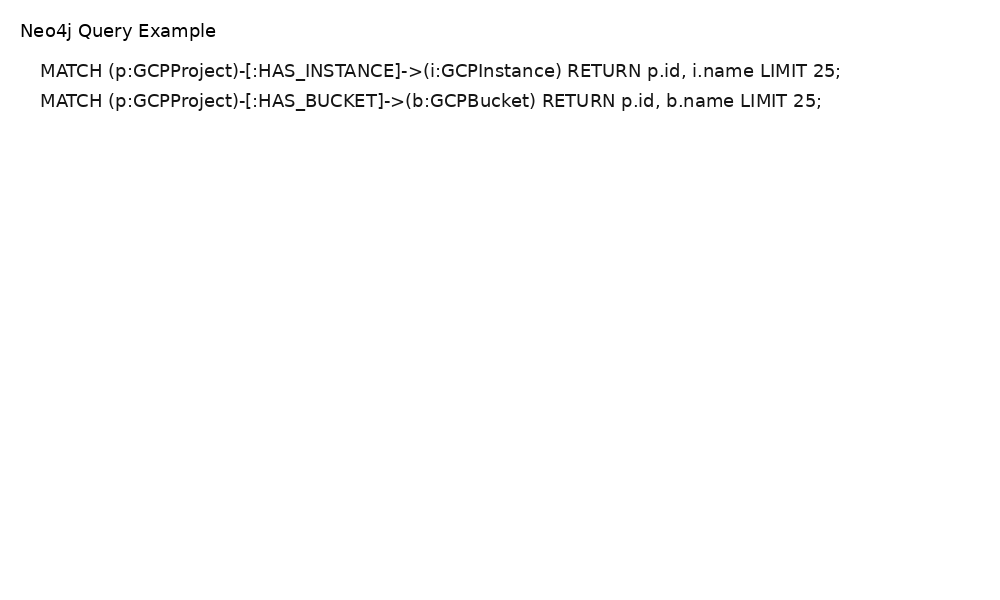 Neo4j Query Example
MATCH (p:GCPProject)-[:HAS_INSTANCE]->(i:GCPInstance) RETURN p.id, i.name LIMIT 25;
MATCH (p:GCPProject)-[:HAS_BUCKET]->(b:GCPBucket) RETURN p.id, b.name LIMIT 25;